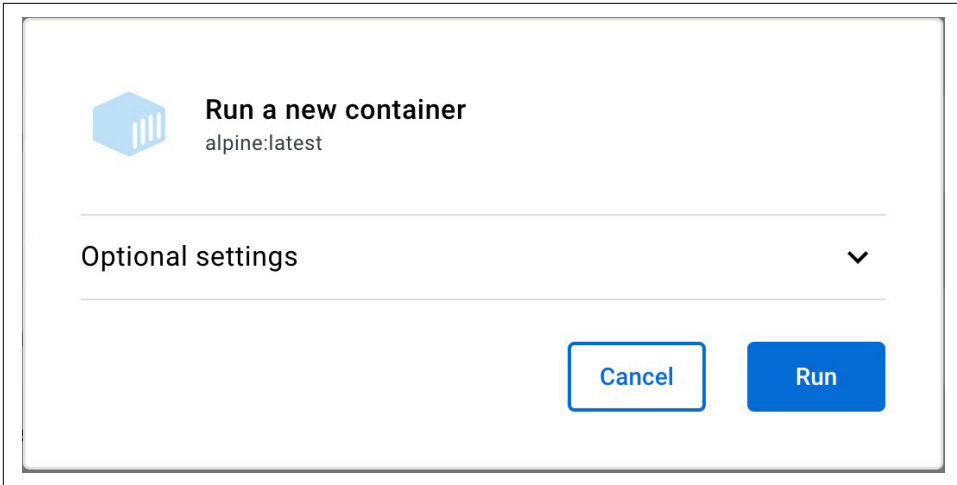 Run a new container
alpine:latest
Optional settings
Cancel
Run